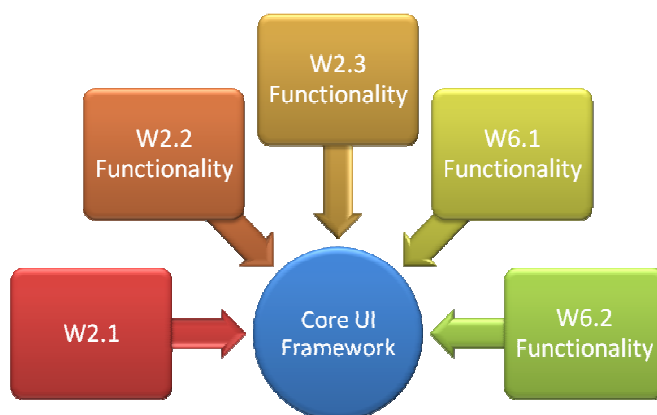 W2.3
Functionality
W2.2
Functionality
W6.1
Functionality
W2.1
Core UI
Framework
W6.2
Functionality